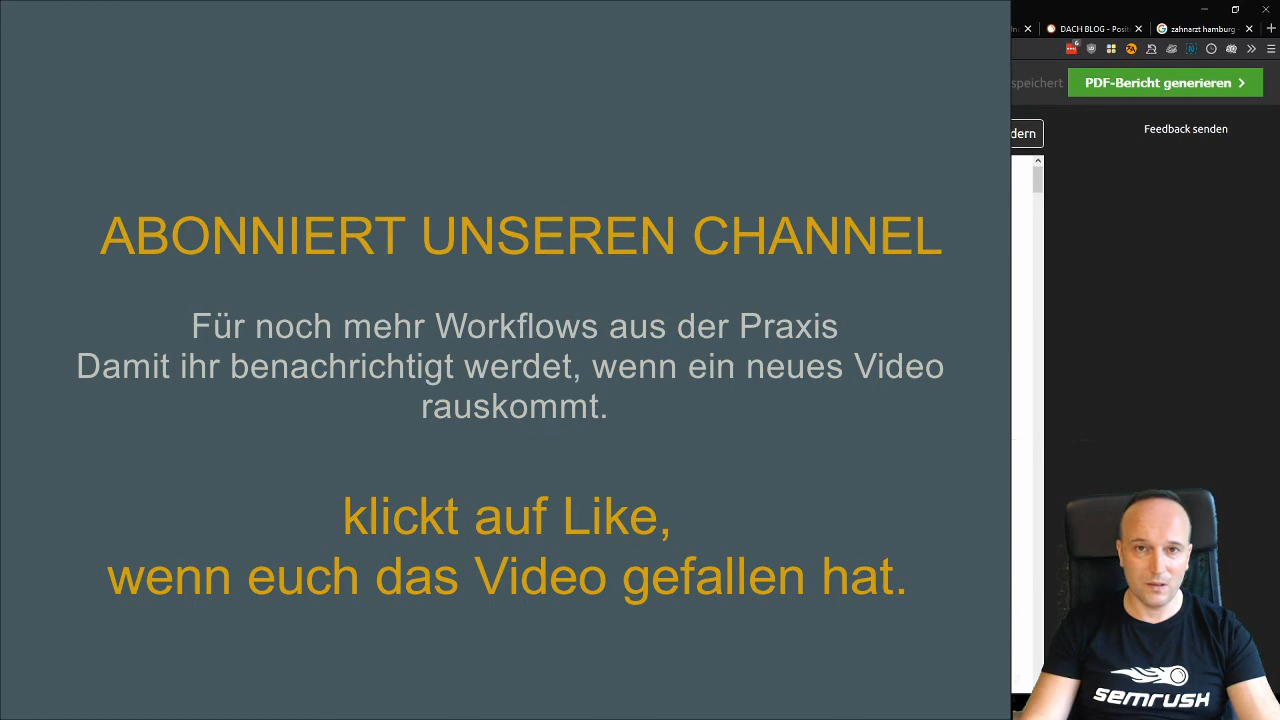 DACH BLOG - Posit
zahnarzt hamburg -
6
speichert
PDF-Bericht generieren
dern
Feedback senden
ABONNIERT UNSEREN CHANNEL
Für noch mehr Workflows aus der Praxis
Damit ihr benachrichtigt werdet, wenn ein neues Video
rauskommt.
klickt auf Like,
wenn euch das Video gefallen hat.
semrush